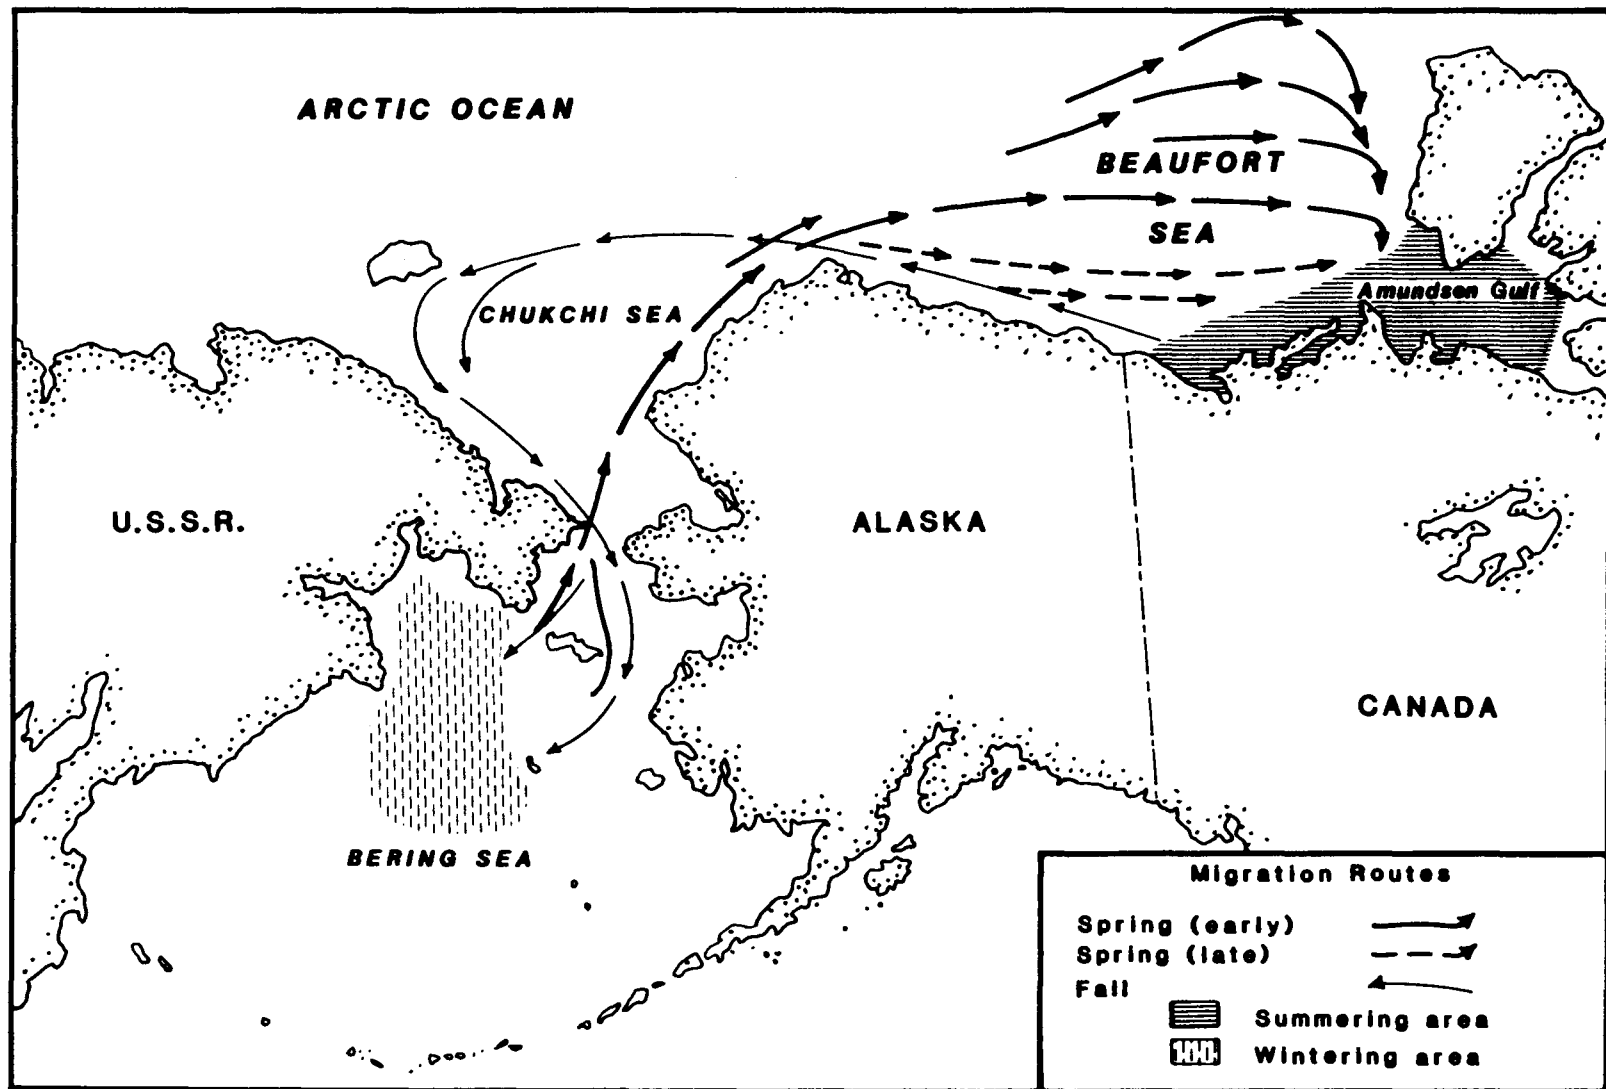 ARCTIC OCEAN
BEAUFORT
SEA
Amundsen Gulf
CHUKCHI SEA
U.S.S.R.
ALASKA
CANADA
BERING SEA
Migration Routes
Spring (early)
Spring (late)
Fall
Summering area
Wintering area